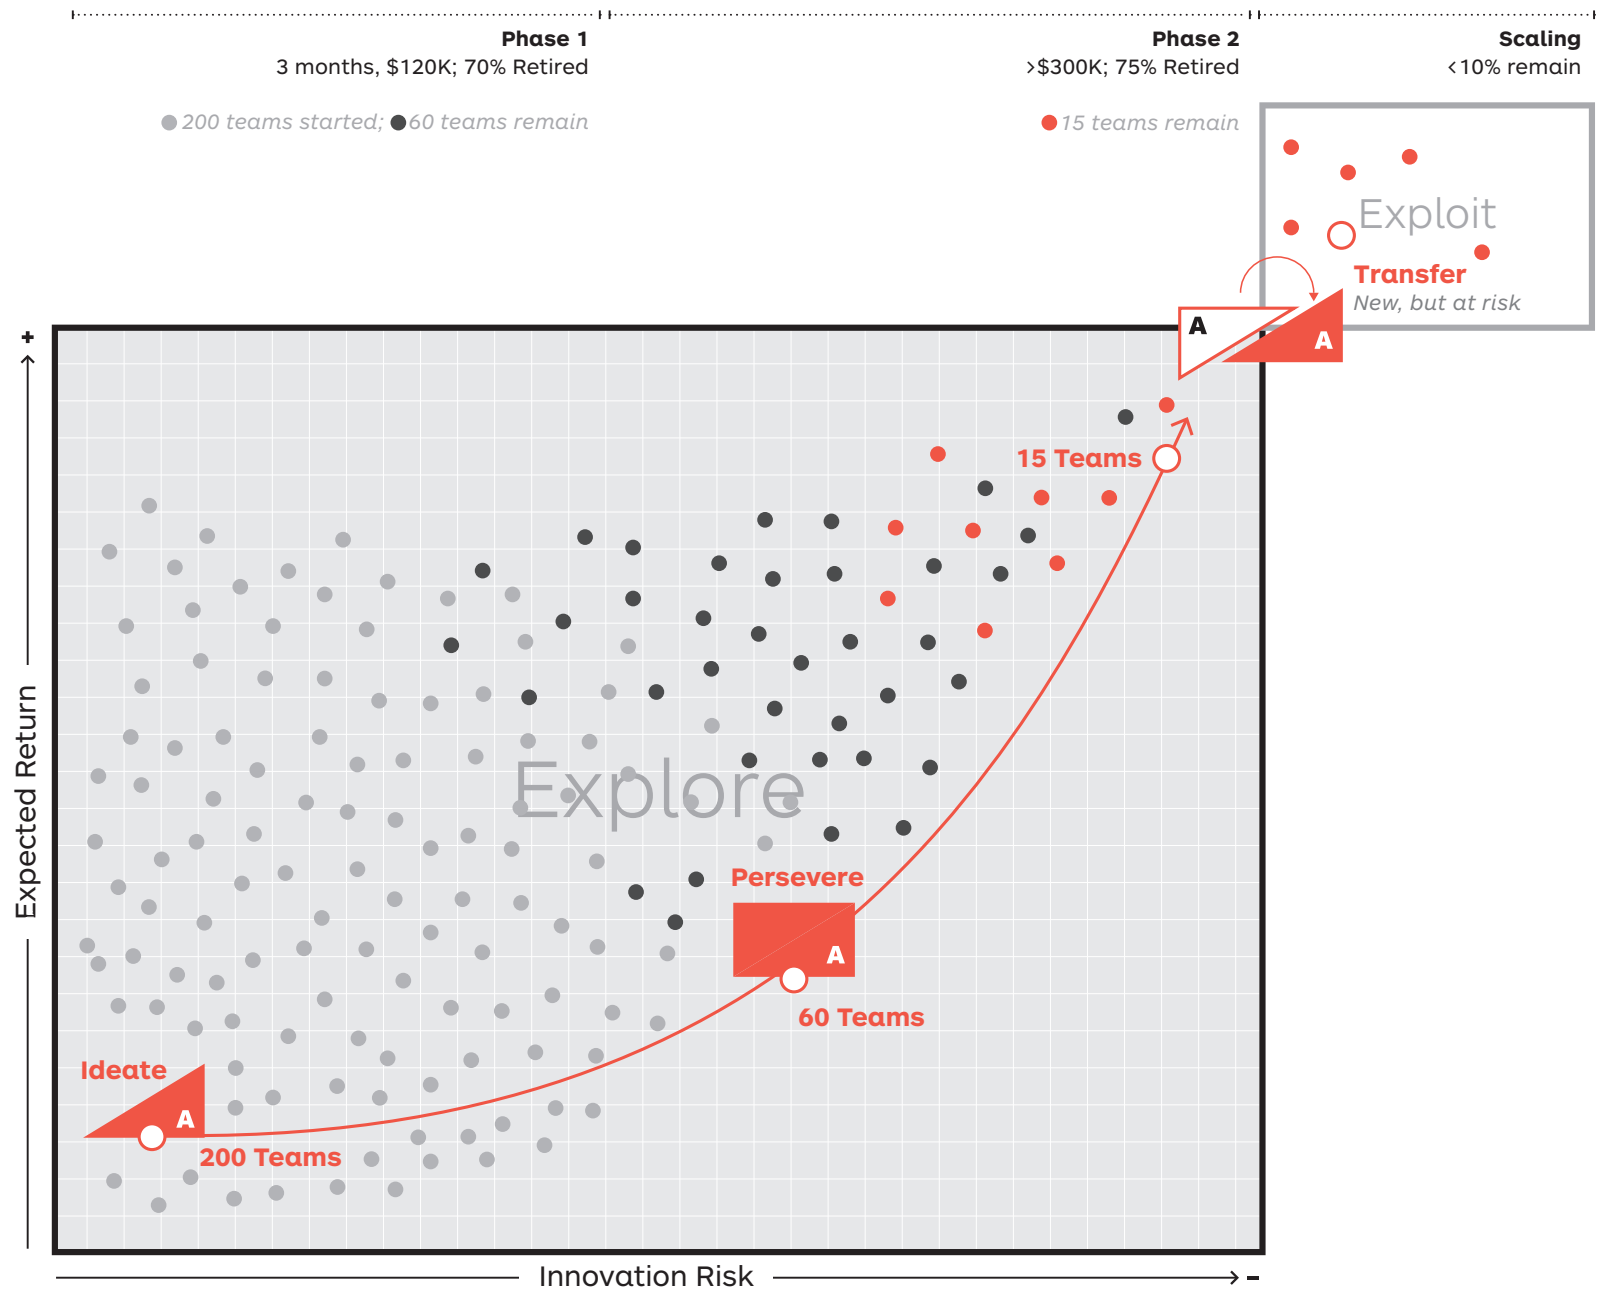 Phase 1
3 months, $120K; 70% Retired
200 teams started; 60 teams remain
Phase 2
>$300K; 75% Retired
15 teams remain
Scaling
<10% remain
Exploit
Transfer
New, but at risk
A
A
+
15 Teams
Expected Return
Explore
Persevere
A
60 Teams
Ideate
A
200 Teams
Innovation Risk
-